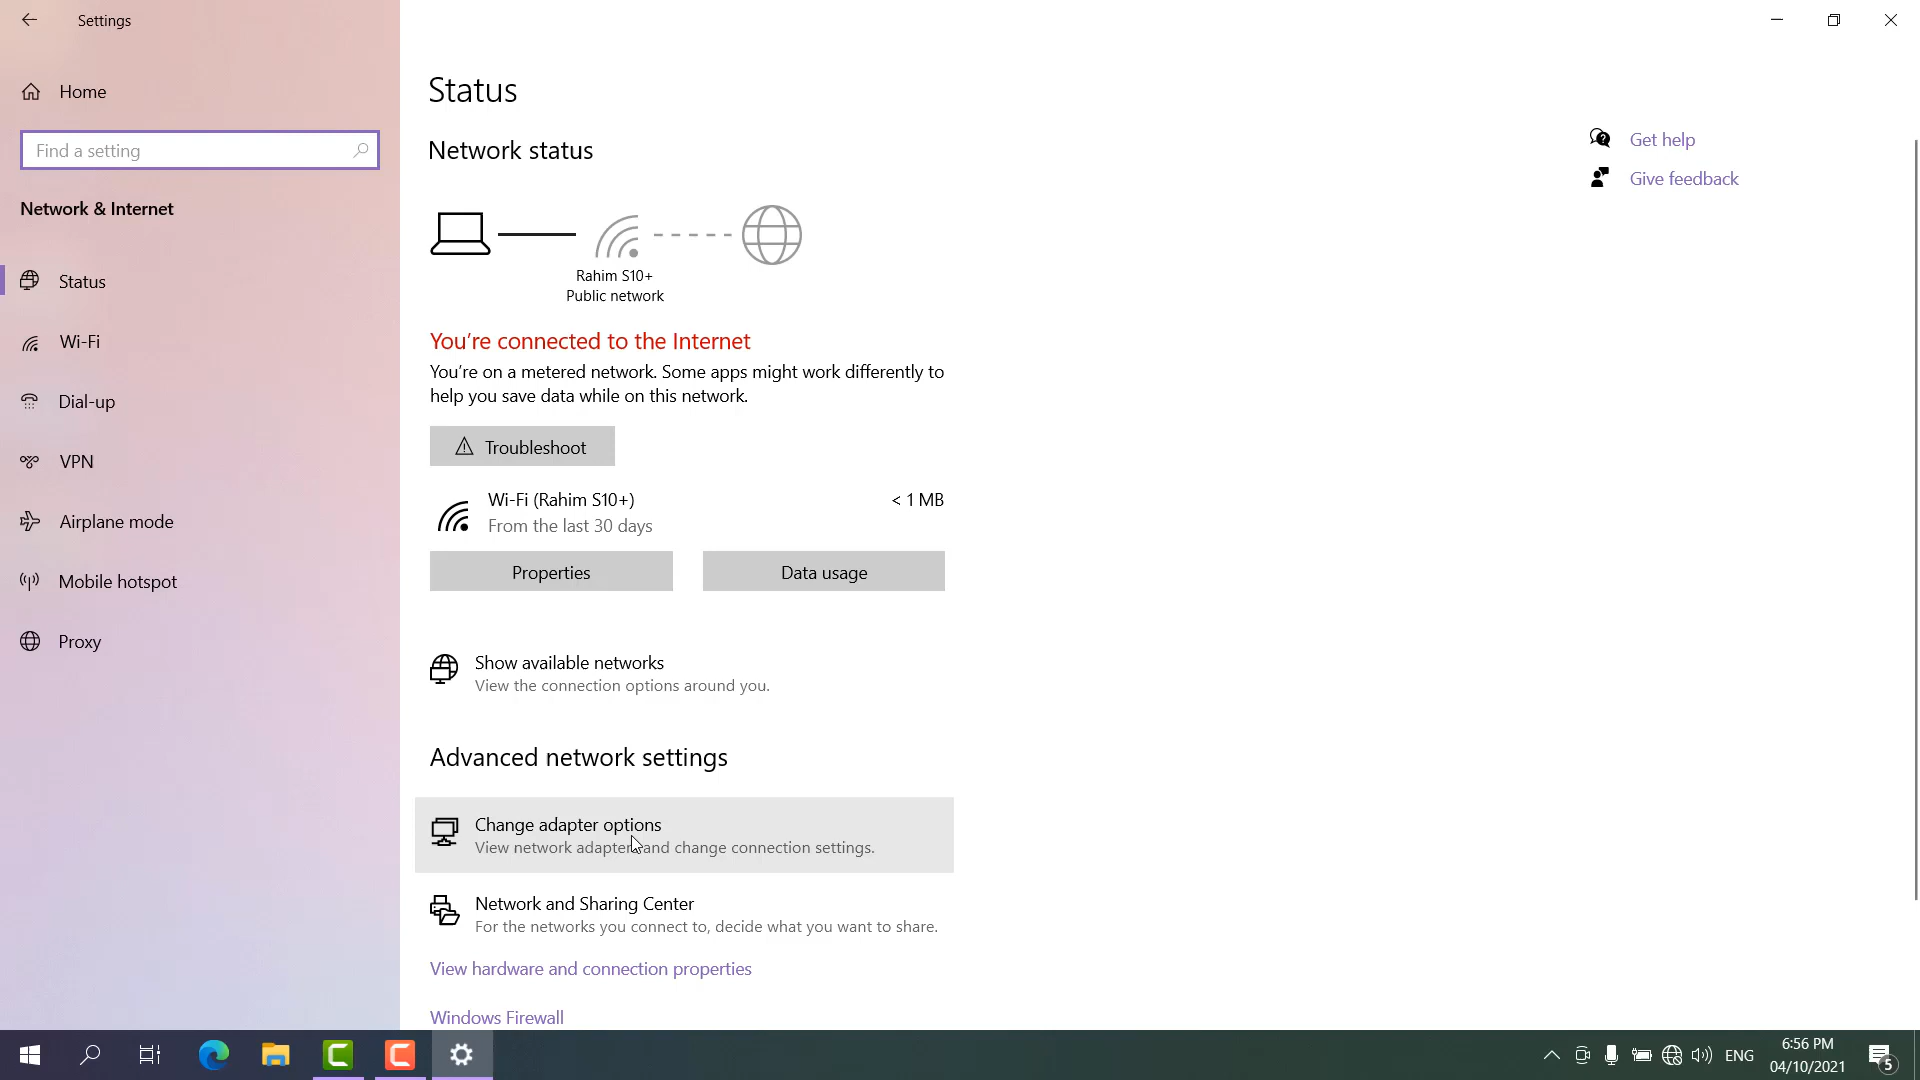 Settings
Home
Find a setting
Network & Internet
Status
Wi-Fi
Dial-up
VPN
Airplane mode
Mobile hotspot
Proxy
Status
Network status
Rahim S10+
Public network
You're connected to the Internet
You're on a metered network. Some apps might work differently to
help you save data while on this network.
Troubleshoot
Wi-Fi (Rahim S10+)
< 1 MB
From the last 30 days
Properties
Data usage
Show available networks
View the connection options around you.
Advanced network settings
Change adapter options
View network adapters and change connection settings.
Network and Sharing Center
For the networks you connect to, decide what you want to share.
View hardware and connection properties
Windows Firewall
Get help
Give feedback
ENG
6:56 PM
04/10/2021
5